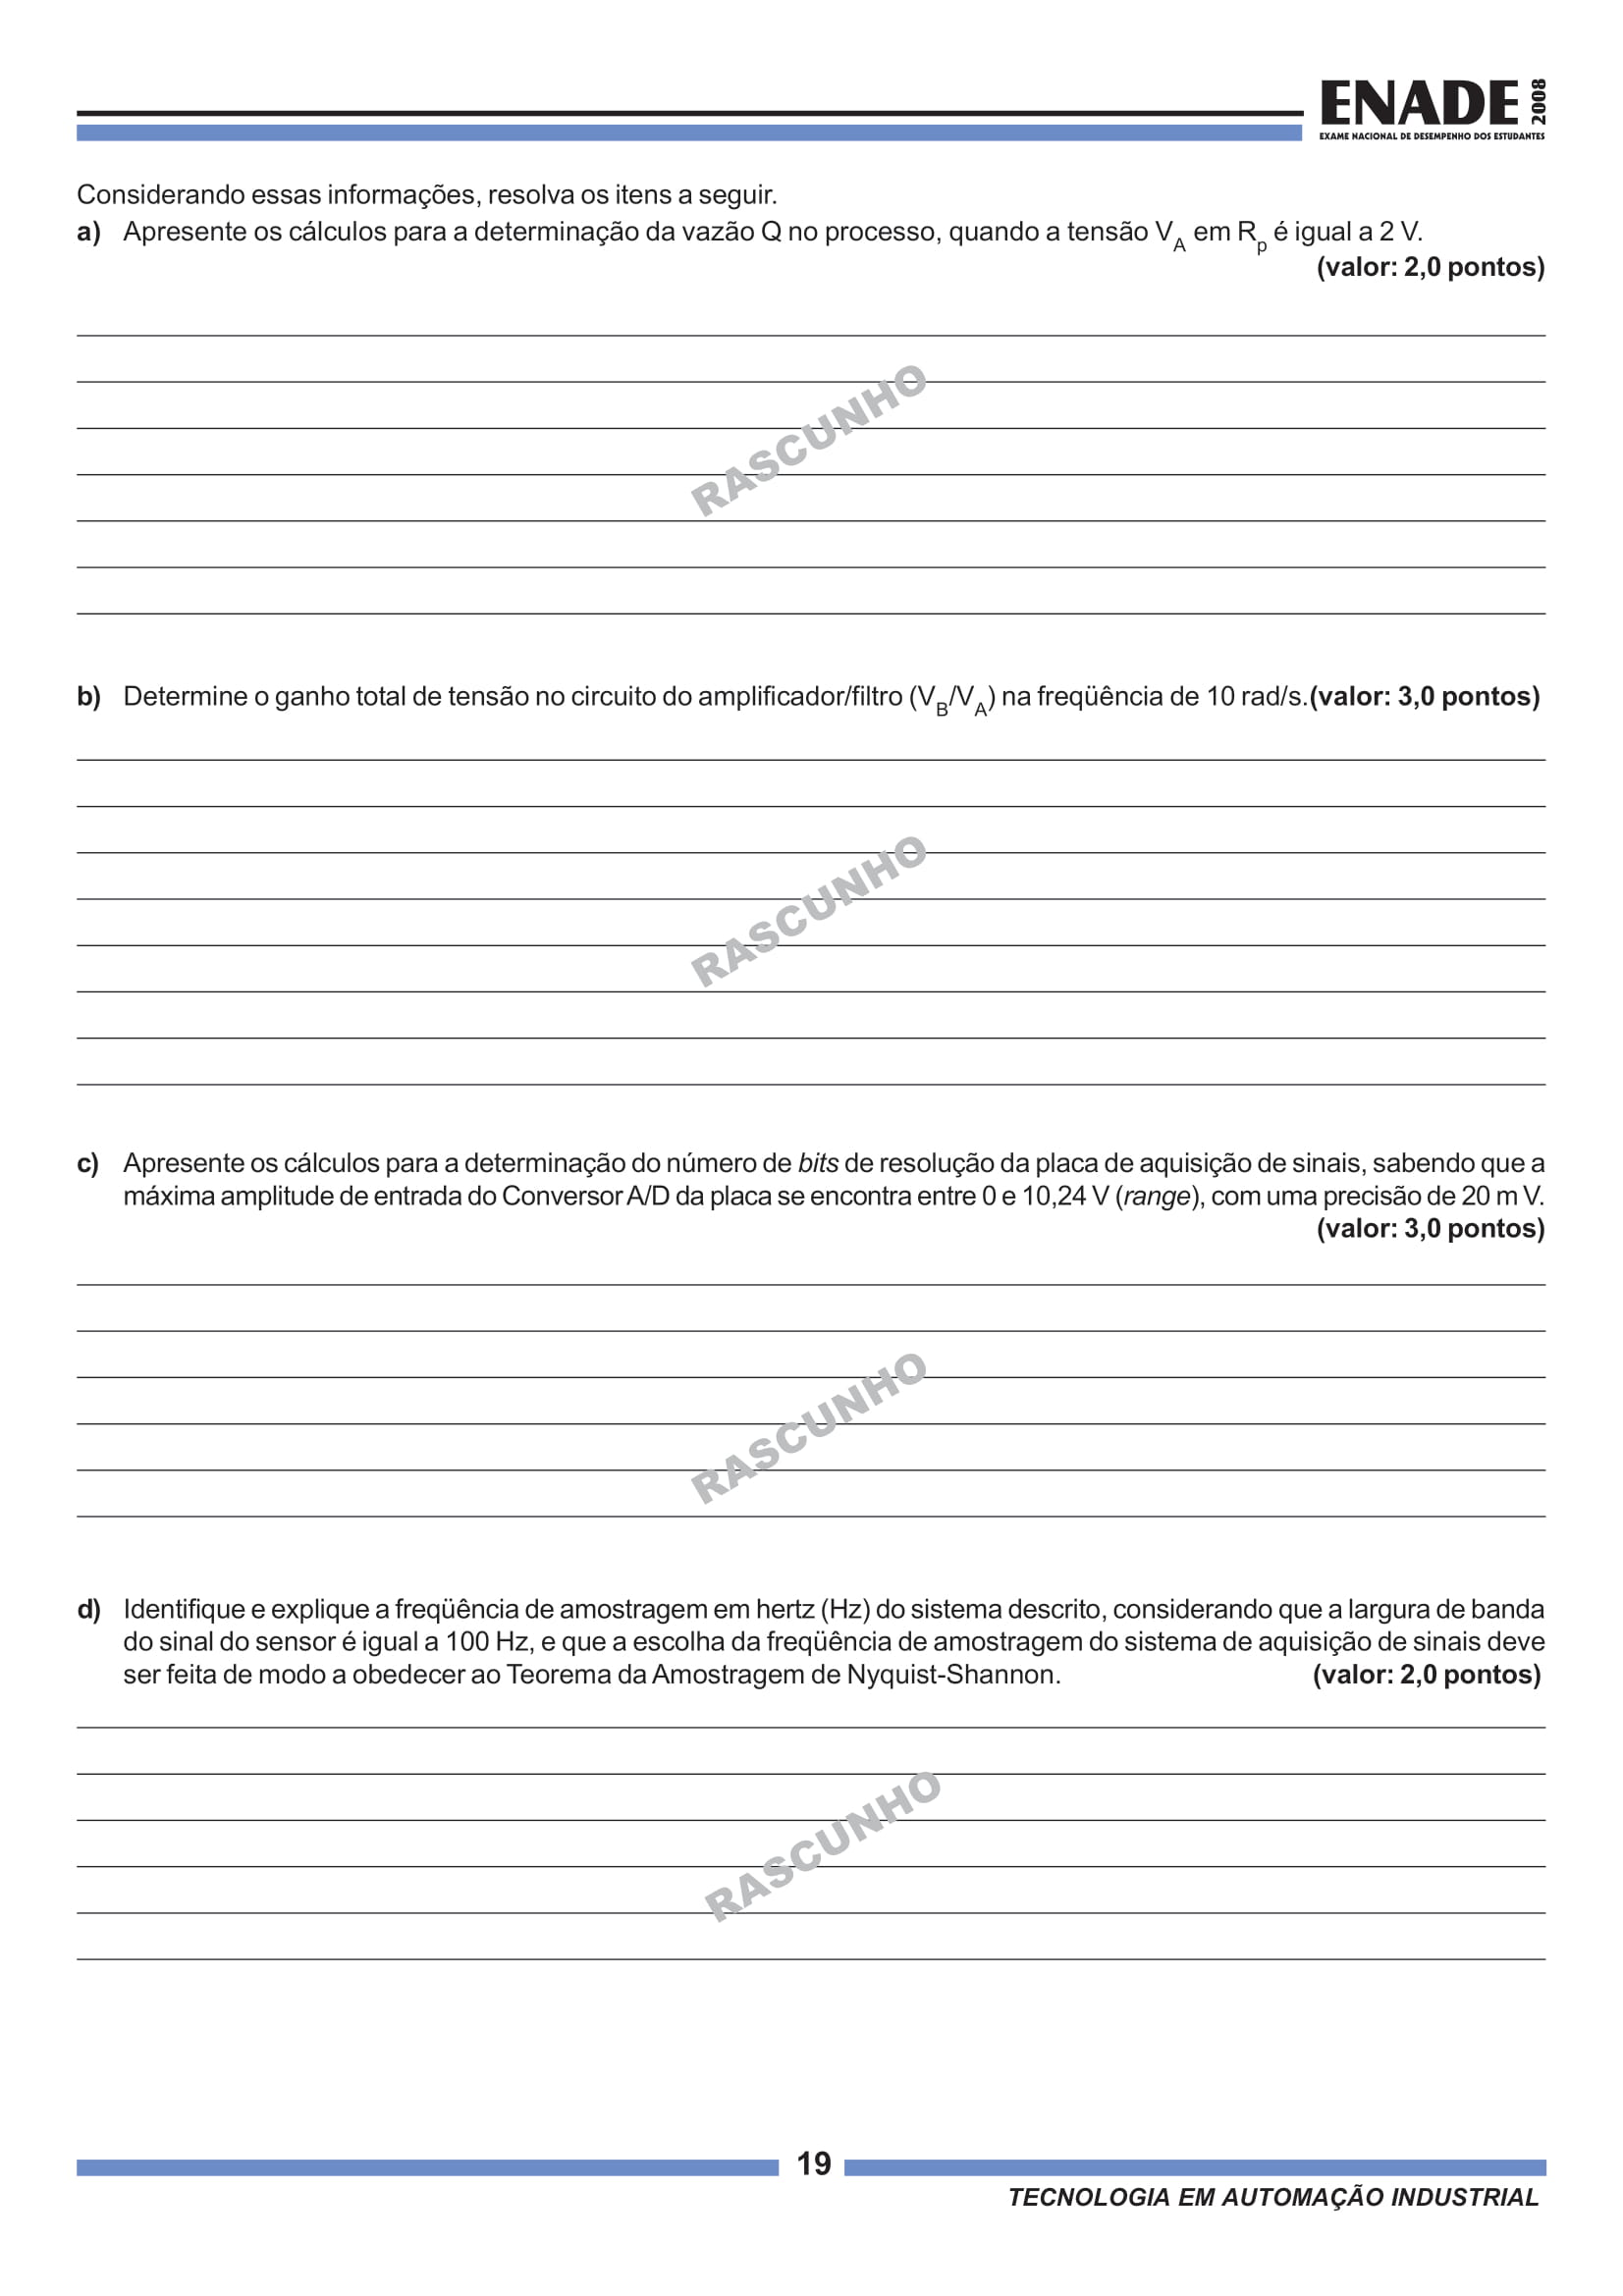 ENADE 2008
EXAME NACIONAL DE DESEMPENHO DOS ESTUDANTES
Considerando essas informações, resolva os itens a seguir.
a) Apresente os cálculos para a determinação da vazão Q no processo, quando a tensão VA em Rp é igual a 2 V.
(valor: 2,0 pontos)
RASCUNHO
b) Determine o ganho total de tensão no circuito do amplificador/filtro (VB/VA) na freqüência de 10 rad/s.(valor: 3,0 pontos)
RASCUNHO
c) Apresente os cálculos para a determinação do número de bits de resolução da placa de aquisição de sinais, sabendo que a
máxima amplitude de entrada do Conversor A/D da placa se encontra entre 0 e 10,24 V (range), com uma precisão de 20 m V.
(valor: 3,0 pontos)
RASCUNHO
d) Identifique e explique a freqüência de amostragem em hertz (Hz) do sistema descrito, considerando que a largura de banda
do sinal do sensor é igual a 100 Hz, e que a escolha da freqüência de amostragem do sistema de aquisição de sinais deve
ser feita de modo a obedecer ao Teorema da Amostragem de Nyquist-Shannon. (valor: 2,0 pontos)
RASCUNHO
19
TECNOLOGIA EM AUTOMAÇÃO INDUSTRIAL